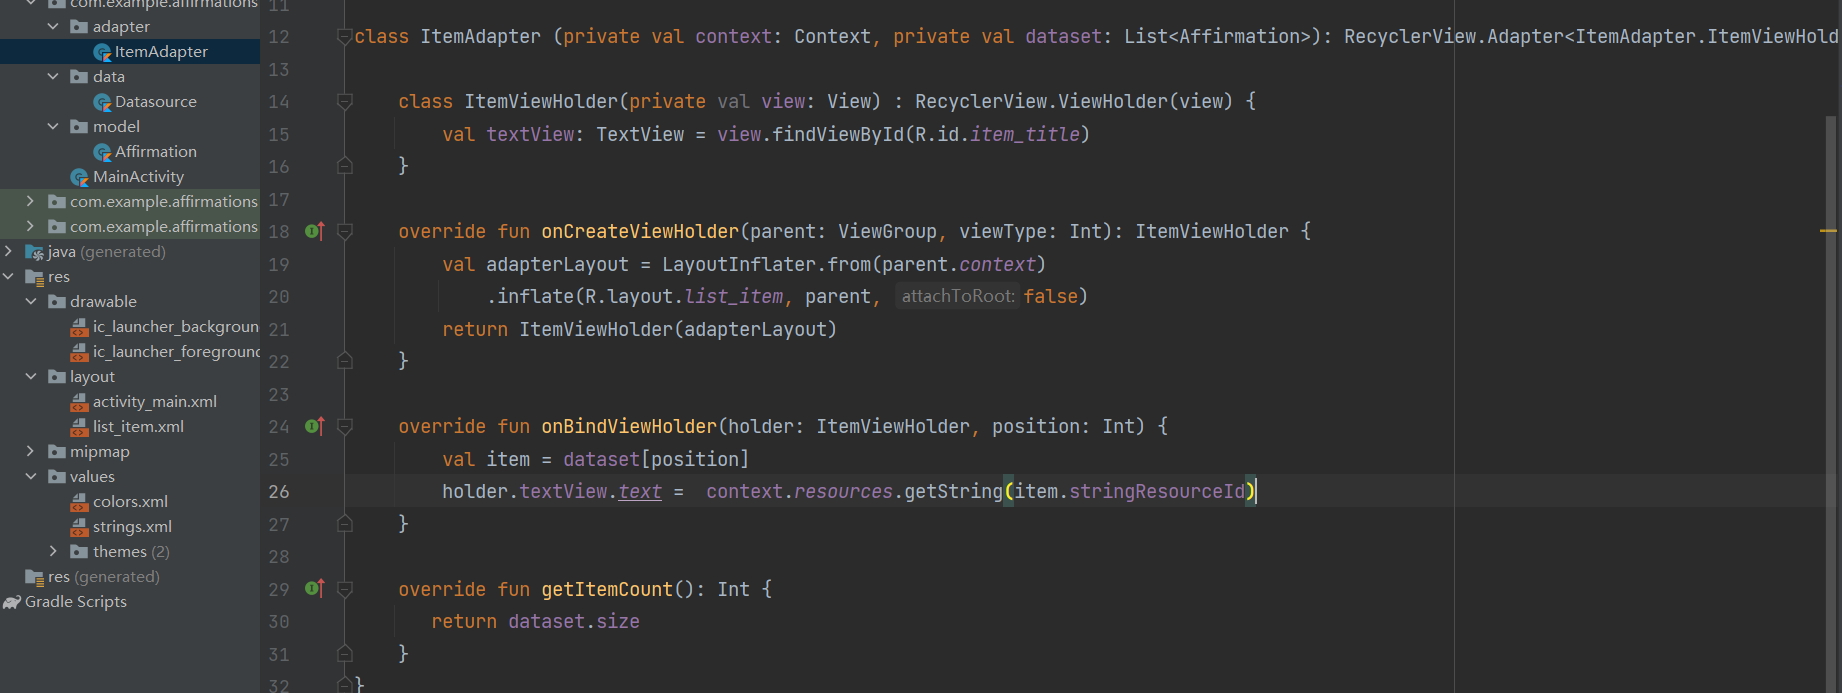 com.example.affirmations
adapter
ItemAdapter
data
Datasource
model
Affirmation
MainActivity
com.example.affirmations
com.example.affirmations
java (generated)
res
drawable
ic_launcher_backgroun
ic_launcher_foreground
layout
activity_main.xml
list_item.xml
mipmap
values
colors.xml
strings.xml
themes (2)
res (generated)
Gradle Scripts
11
12 class ItemAdapter (private val context: Context, private val dataset: List<Affirmation>): RecyclerView.Adapter<ItemAdapter.ItemViewHold
13
14 class ItemViewHolder(private val view: View) : RecyclerView.ViewHolder(view) {
15 val textView: TextView = view.findViewById(R.id.item_title)
16 }
17
18 override fun onCreateViewHolder(parent: ViewGroup, viewType: Int): ItemViewHolder {
19 val adapterLayout = LayoutInflater.from(parent.context)
20 .inflate(R.layout.list_item, parent, attachToRoot: false)
21 return ItemViewHolder(adapterLayout)
22 }
23
24 override fun onBindViewHolder(holder: ItemViewHolder, position: Int) {
25 val item = dataset[position]
26 holder.textView.text = context.resources.getString(item.stringResourceId)
27 }
28
29 override fun getItemCount(): Int {
30 return dataset.size
31 }
32 }